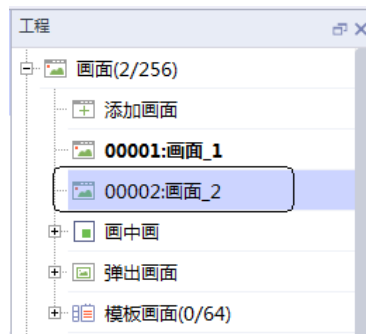 工程
画面(2/256)
添加画面
00001:画面_1
00002:画面_2
画中画
弹出画面
模板画面(0/64)